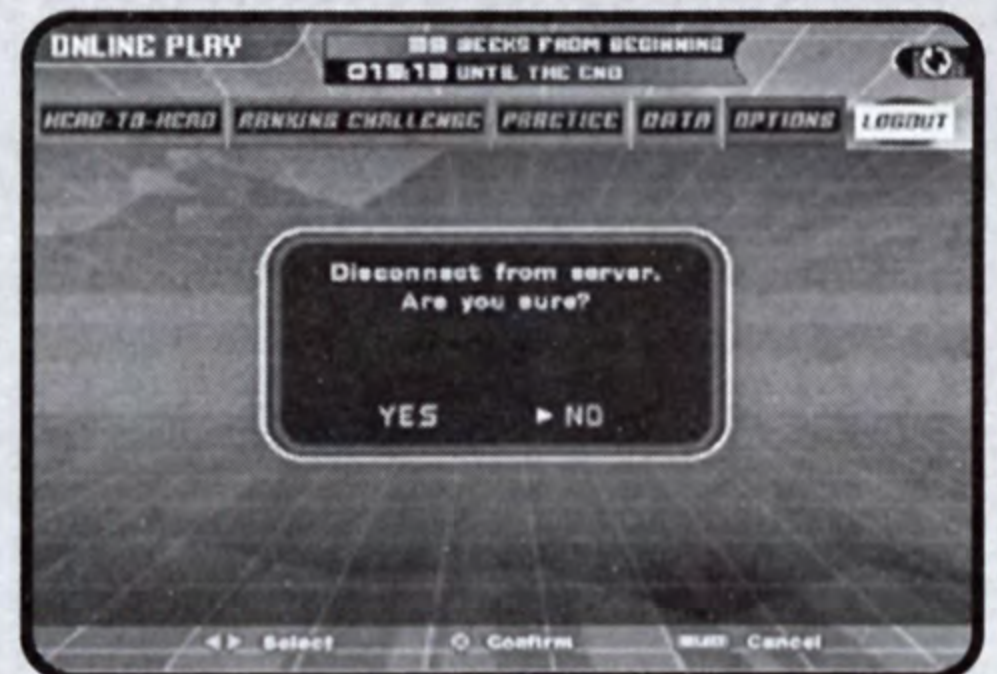 ONLINE PLAY
WEEKS FROM BEGINNING
UNTIL THE END
HEAD-TO-HEAD RANKING CHALLENGE PRACTICE DATA OPTIONS LOGOUT
Disconnect from server.
Are you sure?
YES ► NO
◄ ► Select Confirm SELECT Cancel